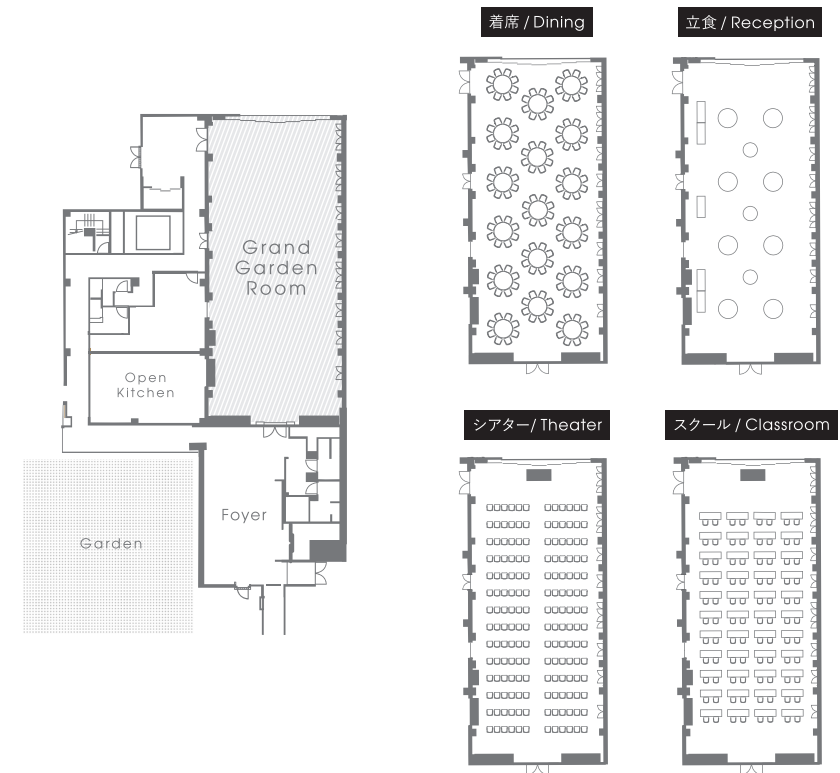 着席 / Dining
立食 / Reception
Grand
Garden
Room
Open
Kitchen
シアター / Theater
スクール / Classroom
Foyer
Garden